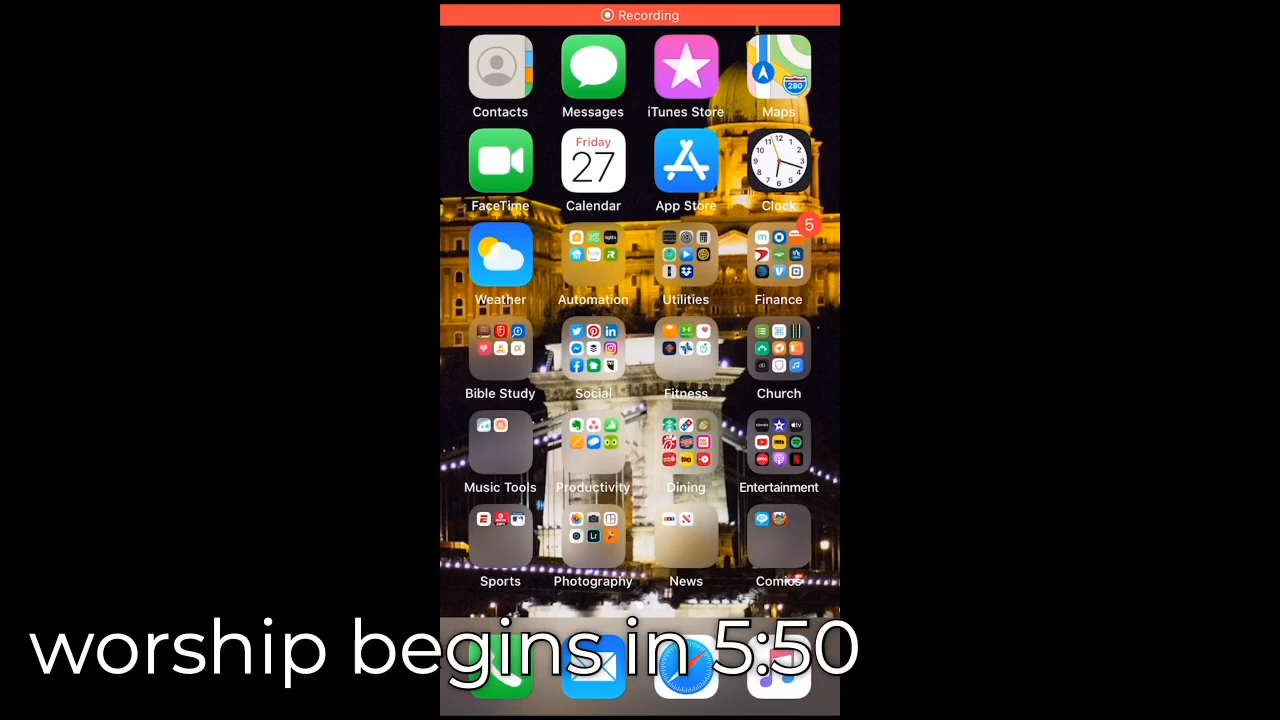 Recording
Contacts Messages iTunes Store Maps
280
Friday
27
12
FaceTime Calendar App Store Clock
5
Weather Automation Utilities Finance
Bible Study Social Fitness Church
Music Tools Productivity Dining Entertainment
Sports Photography News Comics
worship begins in 5:50